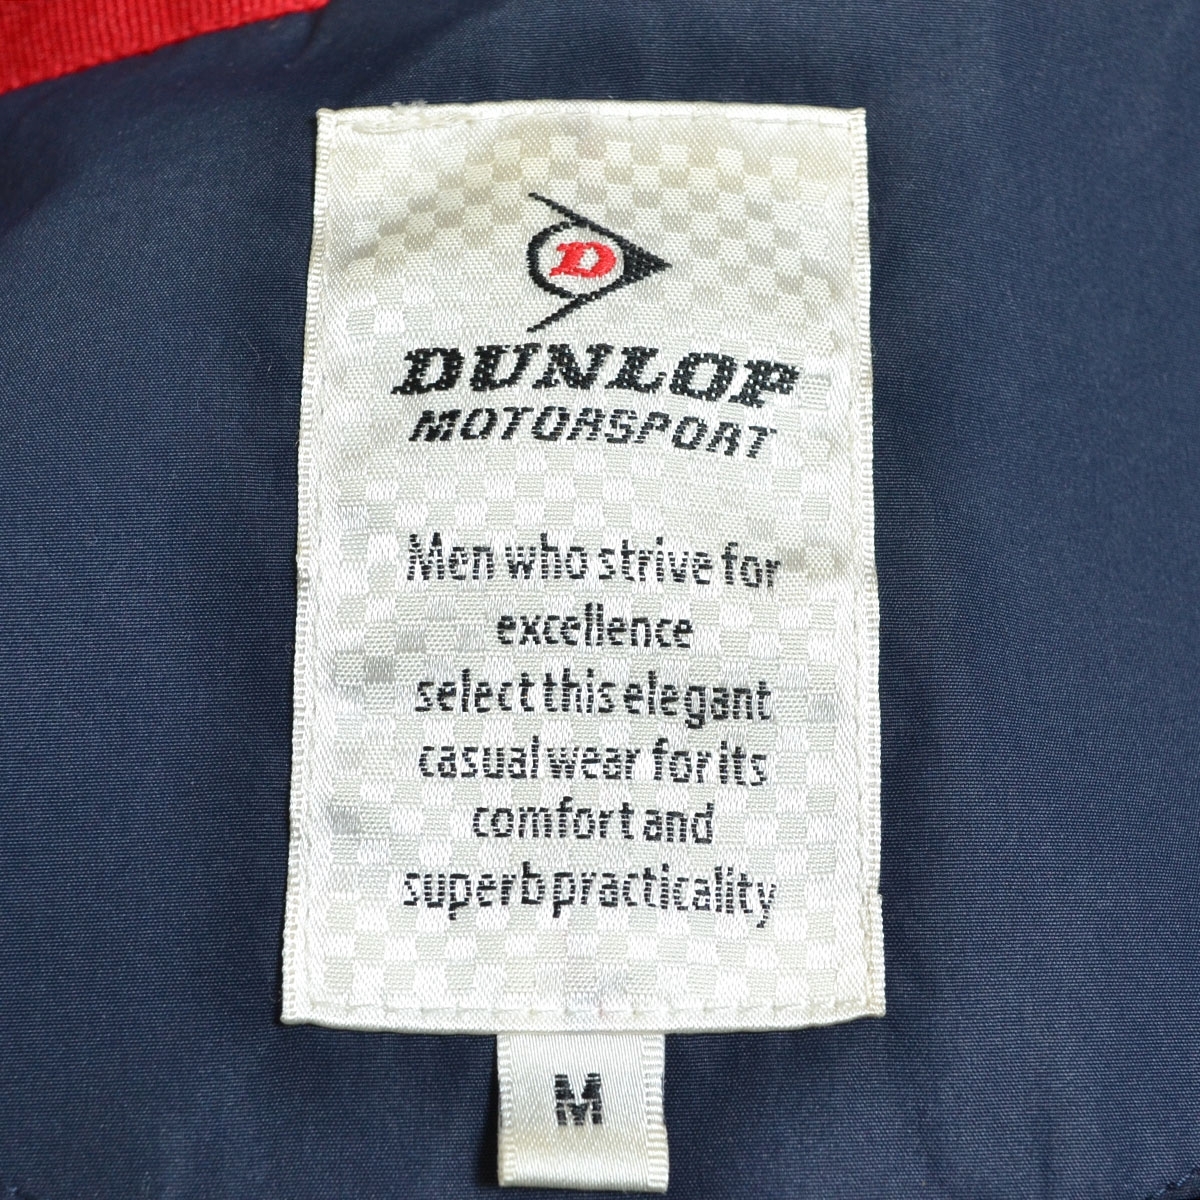 D
DUNLOP
MOTORSPORT
Men who strive for
excellence
select this elegant
casual wear for its
comfort and
superb practicality
M